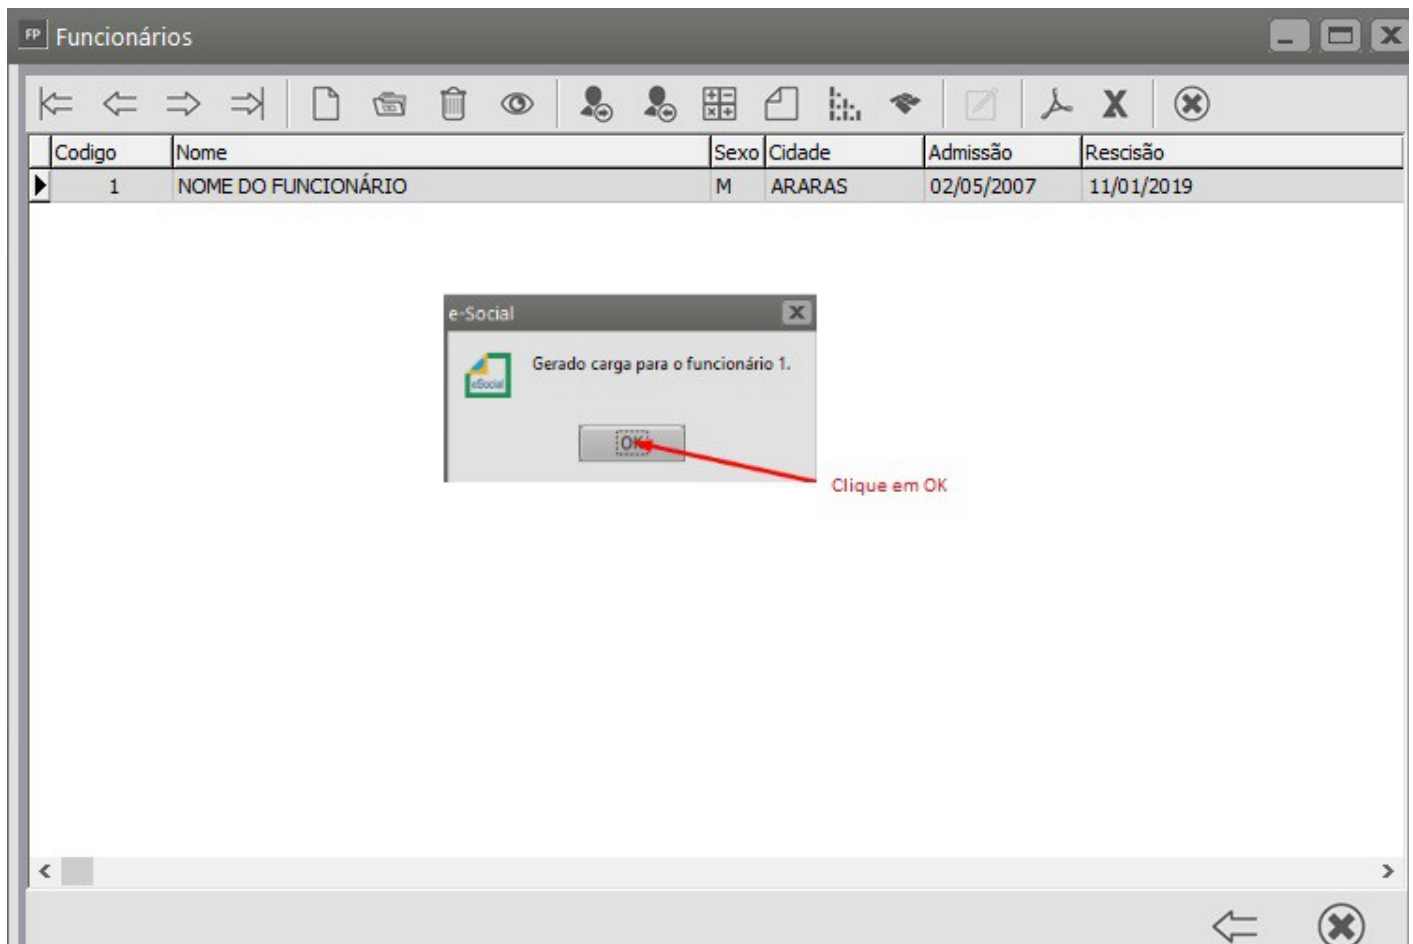 FP Funcionários
Codigo Nome Sexo Cidade Admissão Rescisão
1 NOME DO FUNCIONÁRIO M ARARAS 02/05/2007 11/01/2019
e-Social
eSocial
Gerado carga para o funcionário 1.
OK
Clique em OK